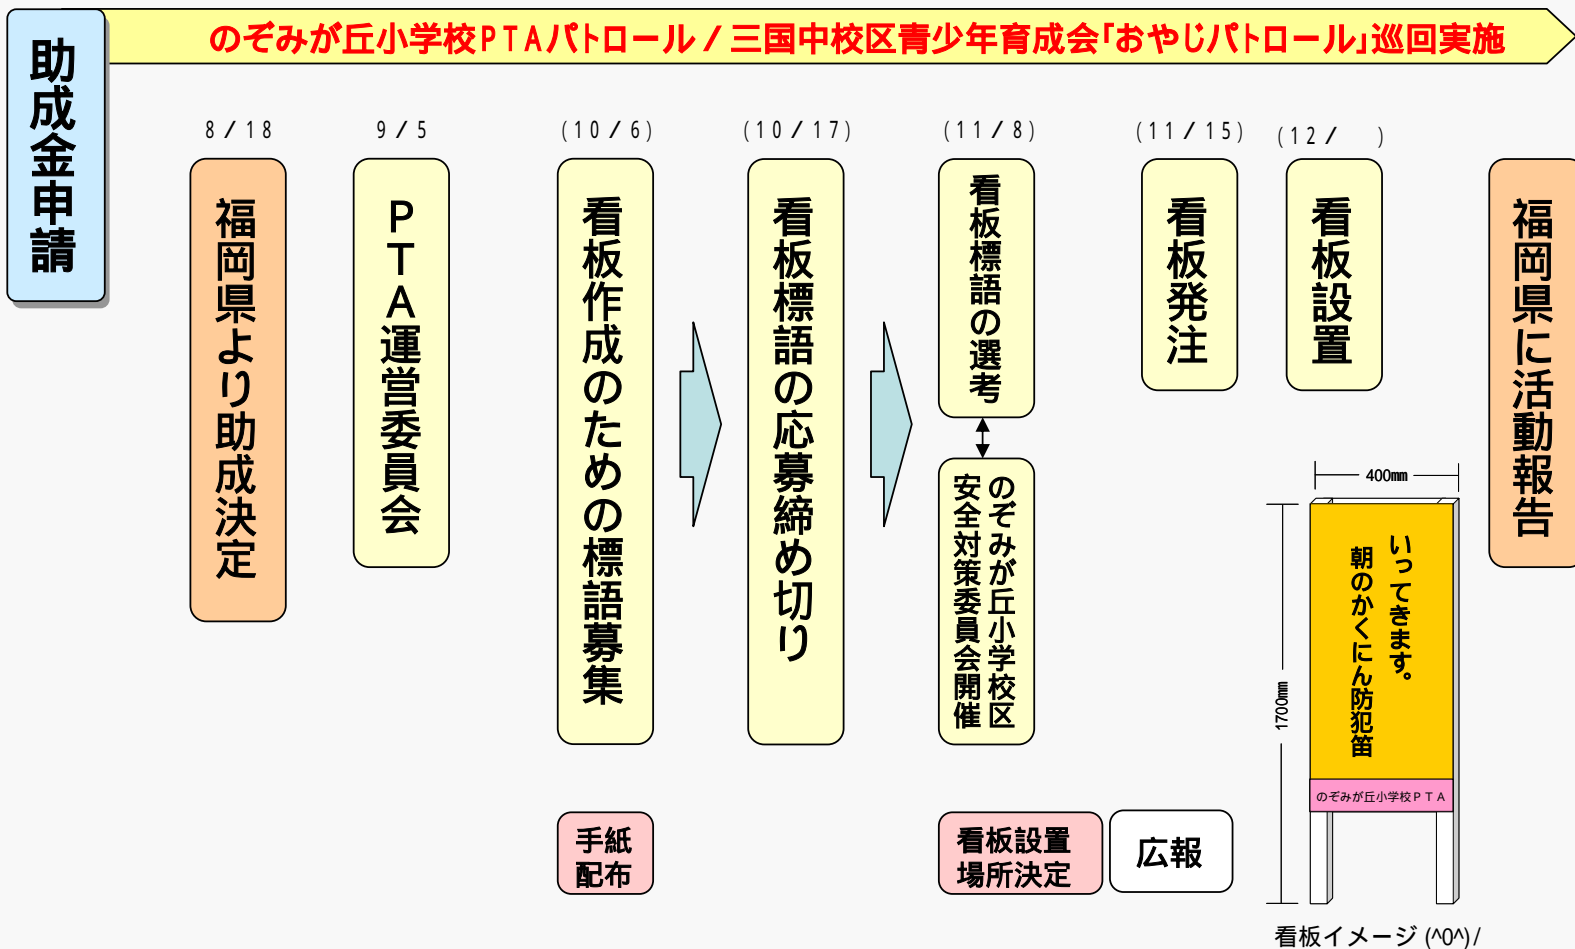 のぞみが丘小学校PTAパトロール / 三国中校区青少年育成会「おやじパトロール」巡回実施
助成金申請
8 / 18
福岡県より助成決定
9 / 5
PTA運営委員会
(10 / 6)
看板作成のための標語募集
手紙
配布
(10 / 17)
看板標語の応募締め切り
(11 / 8)
看板標語の選考
のぞみが丘小学校区
安全対策委員会開催
看板設置
場所決定
広報
(11 / 15)
看板発注
(12 /　)
看板設置
福岡県に活動報告
400mm
1700mm
いってきます。
朝のかくにん防犯笛
のぞみが丘小学校PTA
看板イメージ (^0^)/